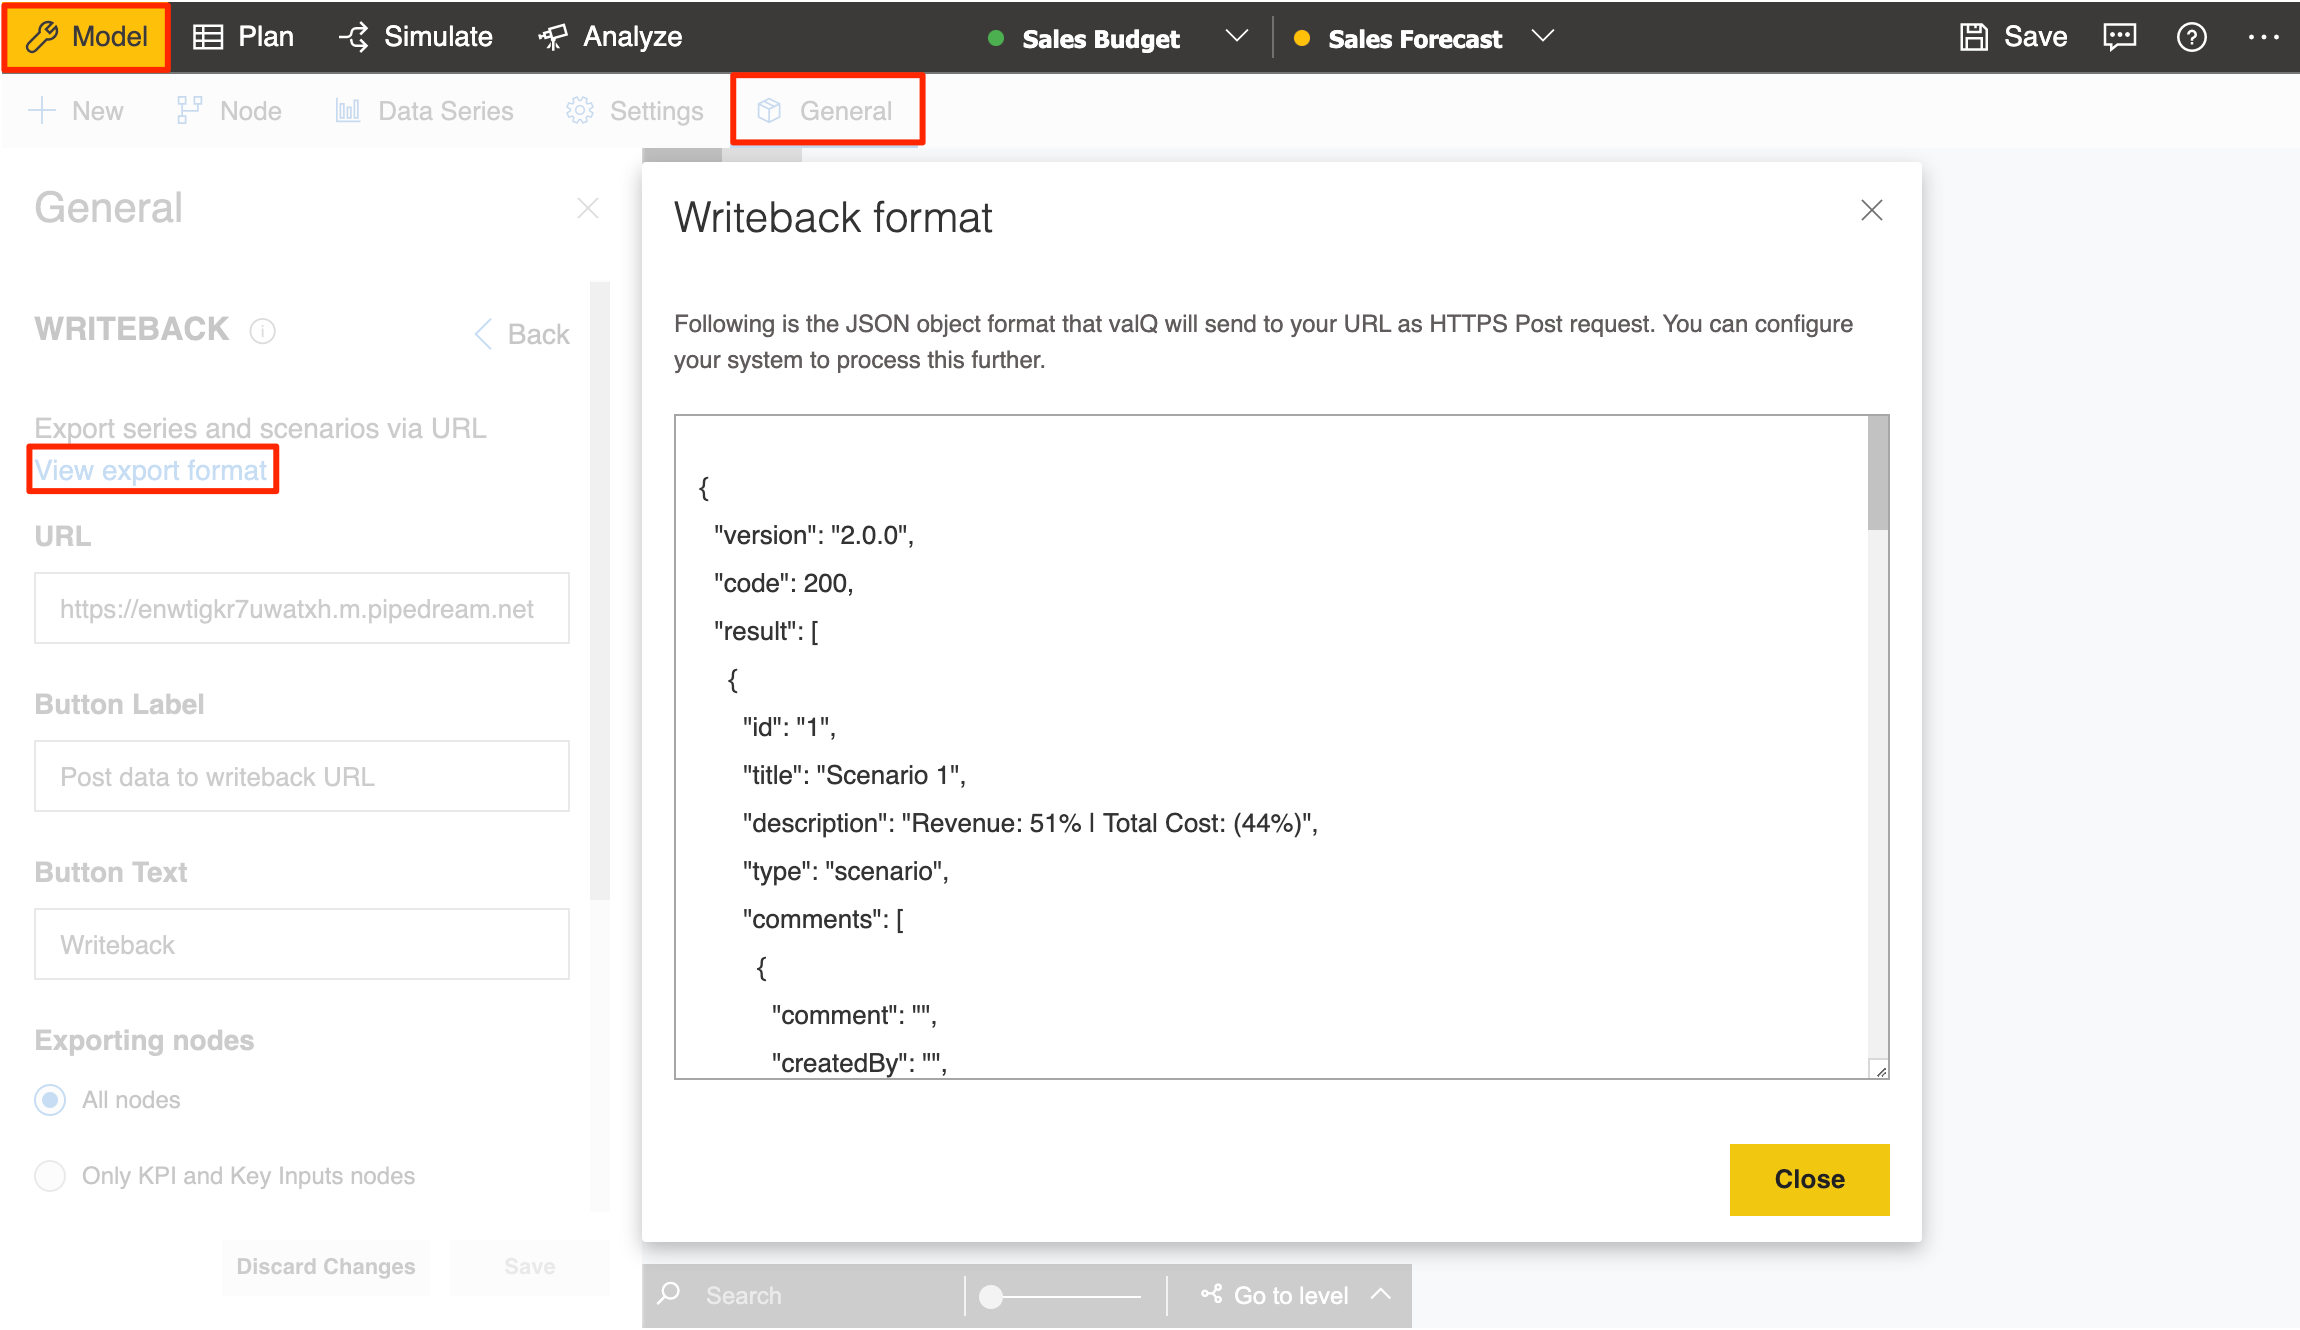 Model Plan Simulate Analyze Sales Budget Sales Forecast Save
New Node Data Series Settings General
General
WRITEBACK Back
Export series and scenarios via URL
View export format
URL
https://enwtigkr7uwatxh.m.pipedream.net
Button Label
Post data to writeback URL
Button Text
Writeback
Exporting nodes
All nodes
Only KPI and Key Inputs nodes
Discard Changes Save
Writeback format
Following is the JSON object format that valQ will send to your URL as HTTPS Post request. You can configure
your system to process this further.
{
"version": "2.0.0",
"code": 200,
"result": [
{
"id": "1",
"title": "Scenario 1",
"description": "Revenue: 51% | Total Cost: (44%)",
"type": "scenario",
"comments": [
{
"comment": "",
"createdBy": "",
Close
Search Go to level